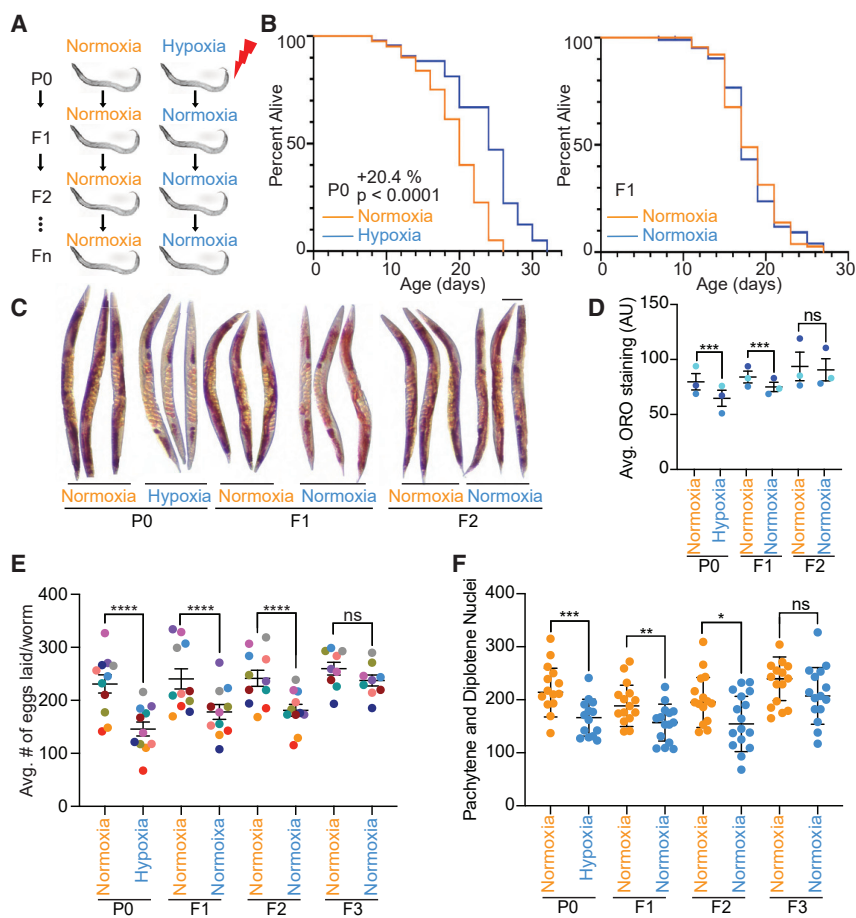 A
Normoxia Hypoxia
P0
Normoxia Normoxia
F1
Normoxia Normoxia
F2
Normoxia Normoxia
Fn
B
100
50
0
Percent Alive
P0
+20.4 %
p < 0.0001
Normoxia
Hypoxia
0 10 20 30
Age (days)
100
50
0
Percent Alive
F1
Normoxia
Normoxia
0 10 20 30
Age (days)
C
Normoxia Hypoxia Normoxia Normoxia Normoxia Normoxia
P0 F1 F2
D
Avg. ORO staining (AU)
150
100
50
0
*** *** ns
Normoxia Hypoxia Normoxia Normoxia Normoxia Normoxia
P0 F1 F2
E
Avg. # of eggs laid/worm
400
300
200
100
0
**** **** **** ns
Normoxia Hypoxia Normoixia Normoixia Normoxia Normoxia Normoxia Normoxia
P0 F1 F2 F3
F
Pachytene and Diplotene Nuclei
400
300
200
100
0
*** ** * ns
Normoxia Hypoxia Normoxia Normoxia Normoxia Normoxia Normoxia Normoxia
P0 F1 F2 F3